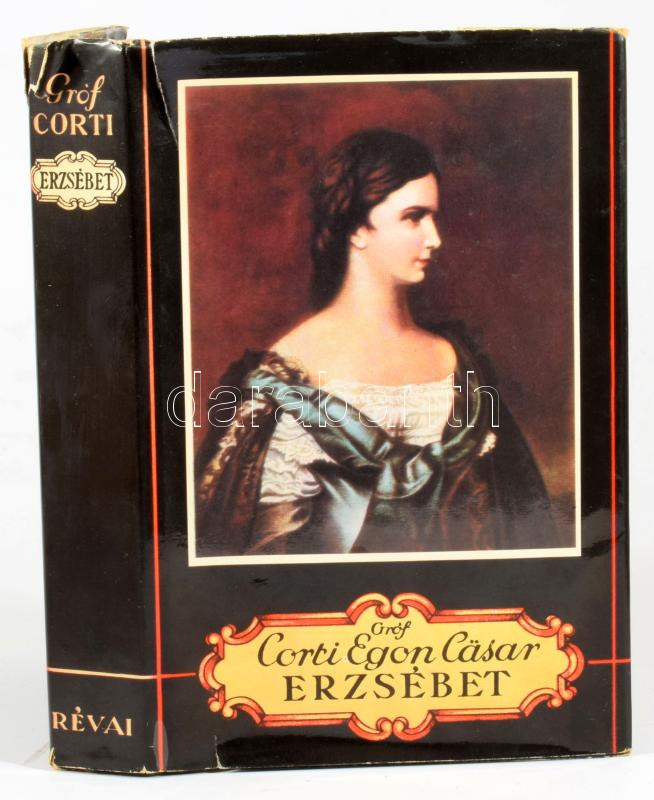 Gróf
CORTI
ERZSÉBET
RÉVAI
darabanth
Gróf
Corti Egon Cäsar
ERZSÉBET